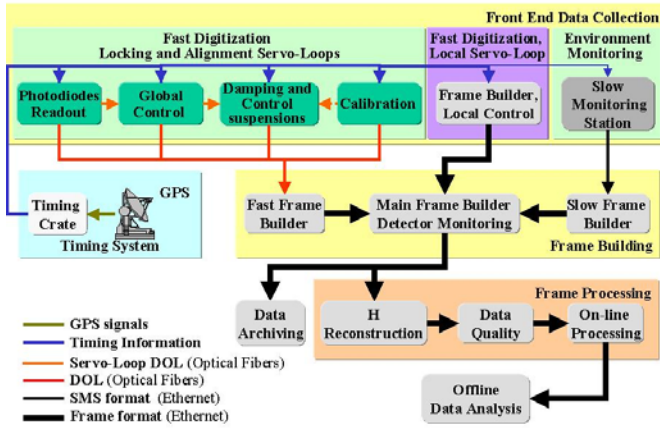 Front End Data Collection
Fast Digitization
Locking and Alignment Servo-Loops
Fast Digitization,
Local Servo-Loop
Environment
Monitoring
Photodiodes
Readout
Global
Control
Damping and
Control
suspensions
Calibration
Frame Builder,
Local Control
Slow
Monitoring
Station
GPS
Timing
Crate
Timing System
Fast Frame
Builder
Main Frame Builder
Detector Monitoring
Slow Frame
Builder
Frame Building
Data
Archiving
Frame Processing
H
Reconstruction
Data
Quality
On-line
Processing
Offline
Data Analysis
GPS signals
Timing Information
Servo-Loop DOL (Optical Fibers)
DOL (Optical Fibers)
SMS format (Ethernet)
Frame format (Ethernet)